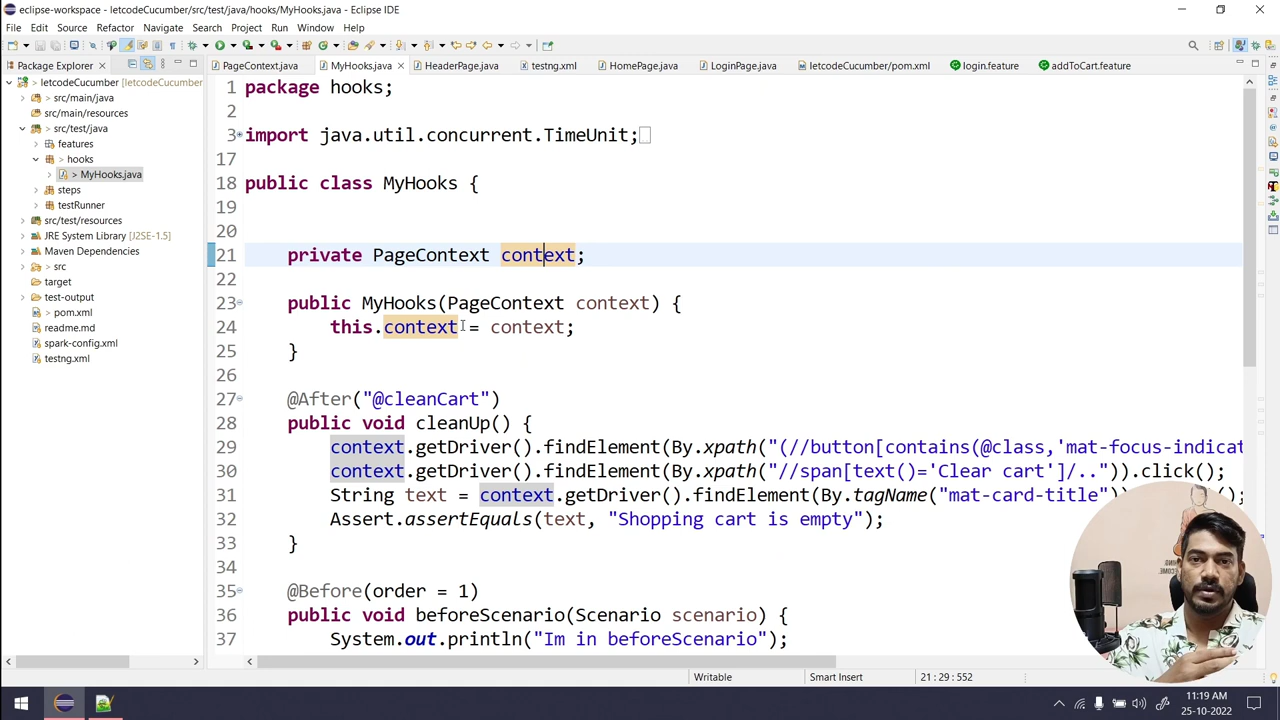 eclipse-workspace - letcodeCucumber/src/test/java/hooks/MyHooks.java - Eclipse IDE
File Edit Source Refactor Navigate Search Project Run Window Help
Package Explorer
PageContext.java MyHooks.java HeaderPage.java testng.xml HomePage.java LoginPage.java letcodeCucumber/pom.xml login.feature addToCart.feature
letcodeCucumber [letcodeCucumber
src/main/java
src/main/resources
src/test/java
features
> hooks
> MyHooks.java
steps
testRunner
src/test/resources
JRE System Library [J2SE-1.5]
Maven Dependencies
> src
target
test-output
> pom.xml
readme.md
spark-config.xml
testng.xml
1 package hooks;
2
3 import java.util.concurrent.TimeUnit;
17
18 public class MyHooks {
19
20
21 private PageContext context;
22
23 public MyHooks(PageContext context) {
24 this.context = context;
25 }
26
27 @After("@cleanCart")
28 public void cleanUp() {
29 context.getDriver().findElement(By.xpath("(//button[contains(@class,'mat-focus-indicat
30 context.getDriver().findElement(By.xpath("//span[text()='Clear cart']/..")).click();
31 String text = context.getDriver().findElement(By.tagName("mat-card-title"))
32 Assert.assertEquals(text, "Shopping cart is empty");
33 }
34
35 @Before(order = 1)
36 public void beforeScenario(Scenario scenario) {
37 System.out.println("Im in beforeScenario");
Writable Smart Insert 21 : 29 : 552
11:19 AM
25-10-2022